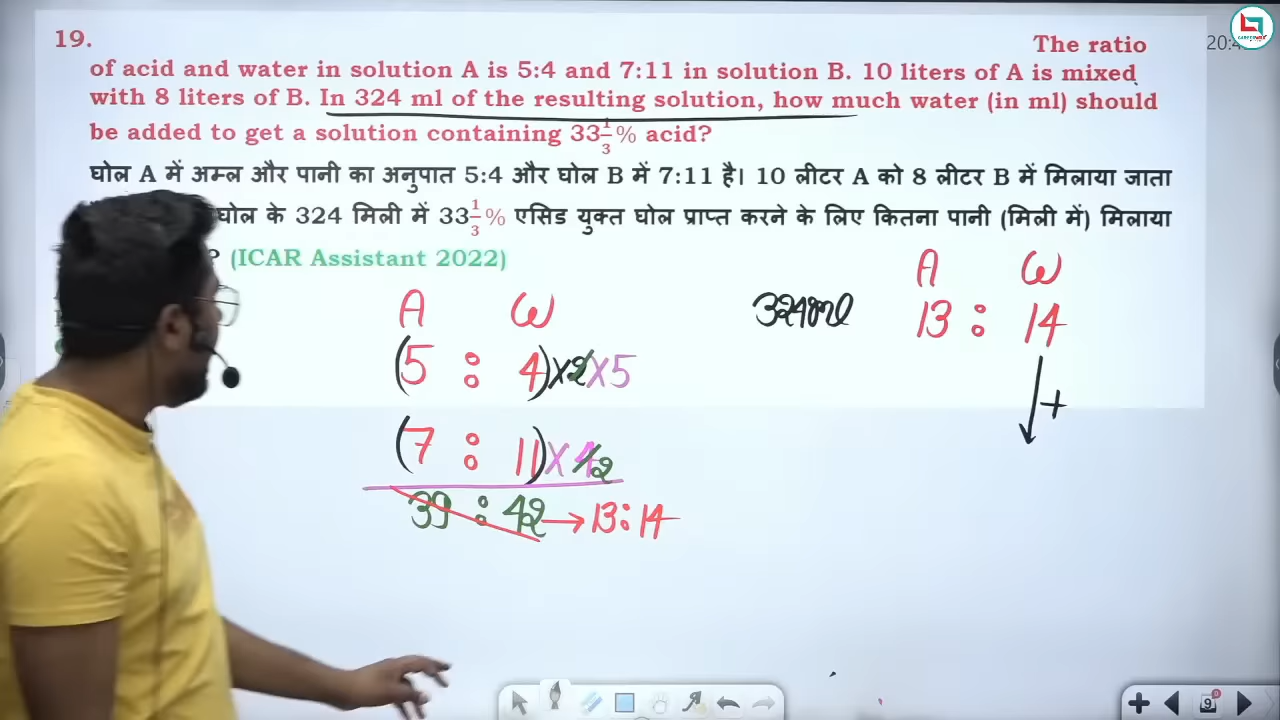 19. The ratio
of acid and water in solution A is 5:4 and 7:11 in solution B. 10 liters of A is mixed
with 8 liters of B. In 324 ml of the resulting solution, how much water (in ml) should
be added to get a solution containing 33 1/3 % acid?
घोल A में अम्ल और पानी का अनुपात 5:4 और घोल B में 7:11 है। 10 लीटर A को 8 लीटर B में मिलाया जाता
घोल के 324 मिली में 33 1/3 % एसिड युक्त घोल प्राप्त करने के लिए कितना पानी (मिली में) मिलाया
? (ICAR Assistant 2022)
A W
(5 : 4)×2×5
(7 : 11)×4 2
39 : 42 → 13:14
A W
324ml 13 : 14
+